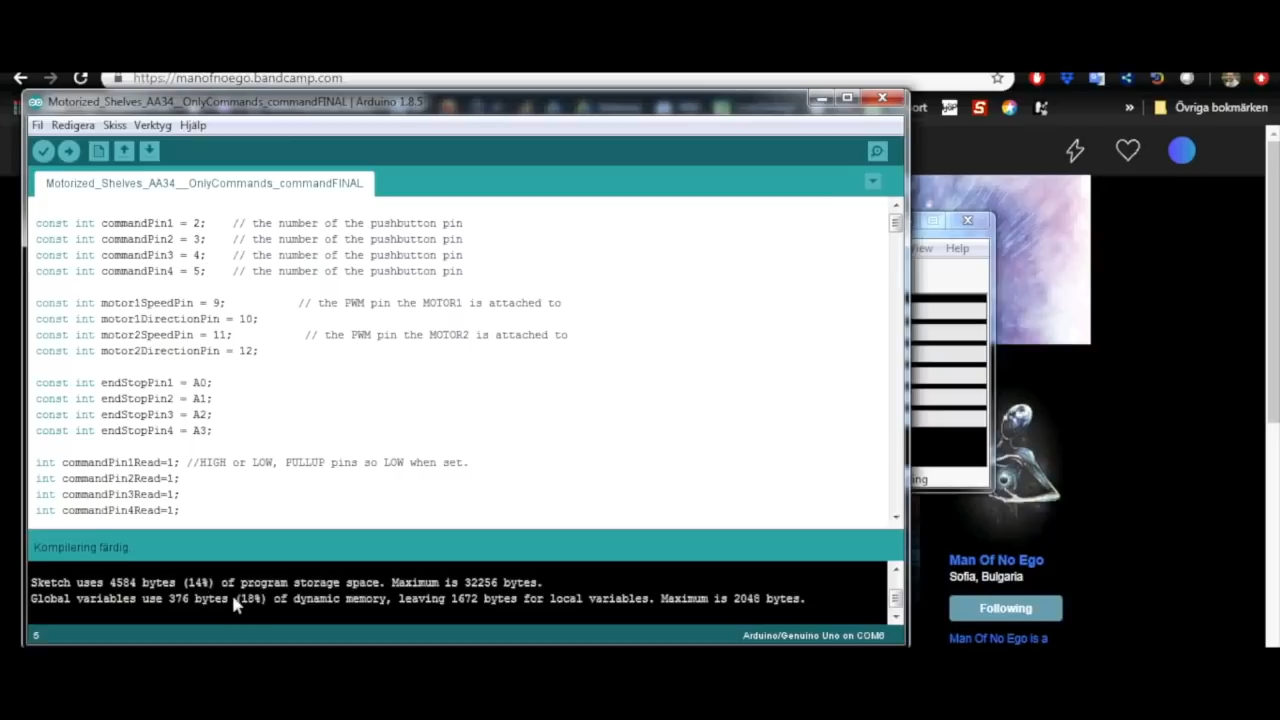 https://manofnoego.bandcamp.com
Motorized_Shelves_AA34__OnlyCommands_commandFINAL | Arduino 1.8.5
Fil Redigera Skiss Verktyg Hjälp
ort
» Övriga bokmärken
Motorized_Shelves_AA34__OnlyCommands_commandFINAL
const int commandPin1 = 2; // the number of the pushbutton pin
const int commandPin2 = 3; // the number of the pushbutton pin
const int commandPin3 = 4; // the number of the pushbutton pin
const int commandPin4 = 5; // the number of the pushbutton pin
const int motor1SpeedPin = 9; // the PWM pin the MOTOR1 is attached to
const int motor1DirectionPin = 10;
const int motor2SpeedPin = 11; // the PWM pin the MOTOR2 is attached to
const int motor2DirectionPin = 12;
const int endStopPin1 = A0;
const int endStopPin2 = A1;
const int endStopPin3 = A2;
const int endStopPin4 = A3;
int commandPin1Read=1; //HIGH or LOW, PULLUP pins so LOW when set.
int commandPin2Read=1;
int commandPin3Read=1;
int commandPin4Read=1;
Kompilering färdig.
Sketch uses 4584 bytes (14%) of program storage space. Maximum is 32256 bytes.
Global variables use 376 bytes (18%) of dynamic memory, leaving 1672 bytes for local variables. Maximum is 2048 bytes.
5
Arduino/Genuino Uno on COM6
View Help
ing
Man Of No Ego
Sofia, Bulgaria
Following
Man Of No Ego is a